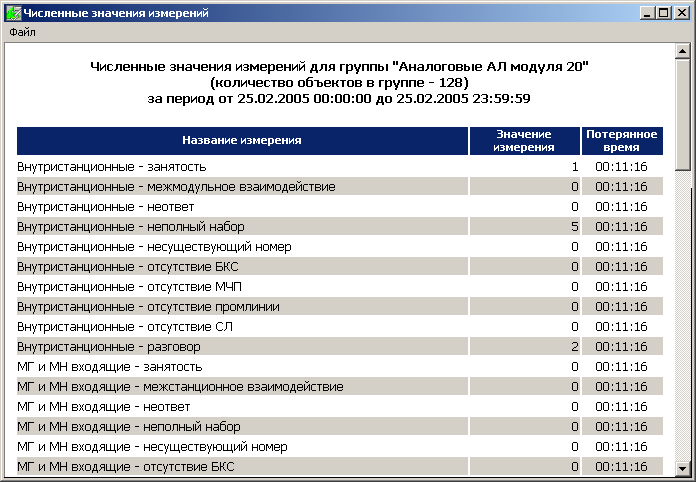 Численные значения измерений
Файл
Численные значения измерений для группы "Аналоговые АЛ модуля 20"
(количество объектов в группе - 128)
за период от 25.02.2005 00:00:00 до 25.02.2005 23:59:59
Название измерения Значение измерения Потерянное время
Внутристанционные - занятость 1 00:11:16
Внутристанционные - межмодульное взаимодействие 0 00:11:16
Внутристанционные - неответ 0 00:11:16
Внутристанционные - неполный набор 5 00:11:16
Внутристанционные - несуществующий номер 0 00:11:16
Внутристанционные - отсутствие БКС 0 00:11:16
Внутристанционные - отсутствие МЧП 0 00:11:16
Внутристанционные - отсутствие промлинии 0 00:11:16
Внутристанционные - отсутствие СЛ 0 00:11:16
Внутристанционные - разговор 2 00:11:16
МГ и МН входящие - занятость 0 00:11:16
МГ и МН входящие - межстанционное взаимодействие 0 00:11:16
МГ и МН входящие - неответ 0 00:11:16
МГ и МН входящие - неполный набор 0 00:11:16
МГ и МН входящие - несуществующий номер 0 00:11:16
МГ и МН входящие - отсутствие БКС 0 00:11:16